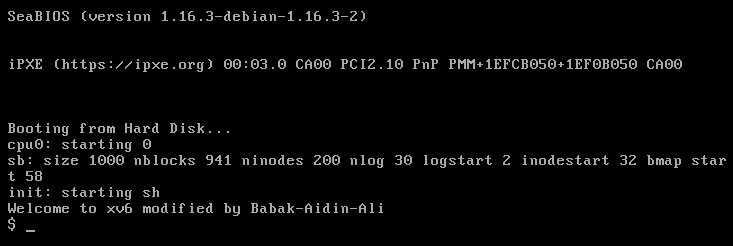 SeaBIOS (version 1.16.3-debian-1.16.3-2)
iPXE (https://ipxe.org) 00:03.0 CA00 PCI2.10 PnP PMM+1EFCB050+1EF0B050 CA00
Booting from Hard Disk...
cpu0: starting 0
sb: size 1000 nblocks 941 ninodes 200 nlog 30 logstart 2 inodestart 32 bmap star
t 58
init: starting sh
Welcome to xv6 modified by Babak-Aidin-Ali
$ _